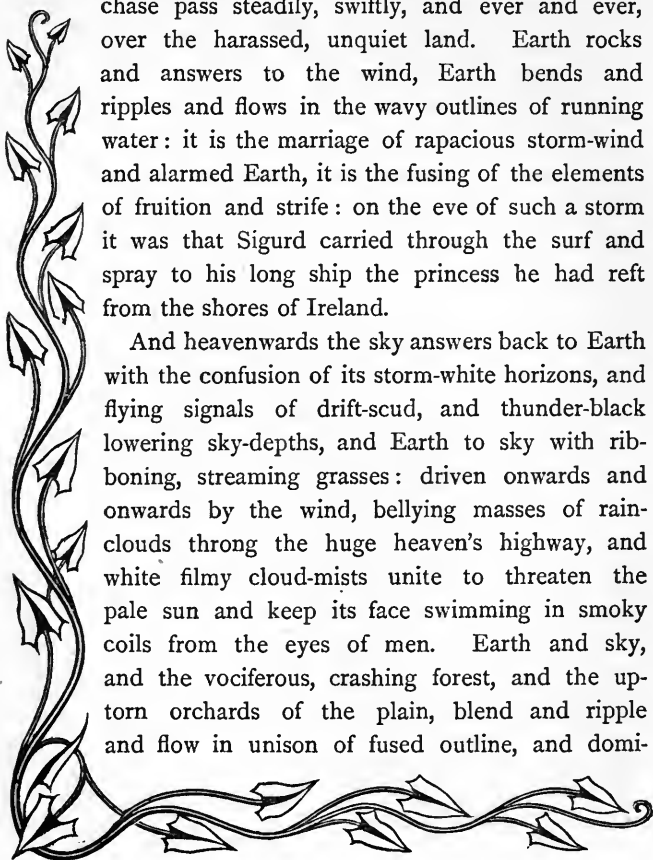 chase pass steadily, swiftly, and ever and ever,
over the harassed, unquiet land. Earth rocks
and answers to the wind, Earth bends and
ripples and flows in the wavy outlines of running
water : it is the marriage of rapacious storm-wind
and alarmed Earth, it is the fusing of the elements
of fruition and strife : on the eve of such a storm
it was that Sigurd carried through the surf and
spray to his long ship the princess he had reft
from the shores of Ireland.
And heavenwards the sky answers back to Earth
with the confusion of its storm-white horizons, and
flying signals of drift-scud, and thunder-black
lowering sky-depths, and Earth to sky with rib-
boning, streaming grasses : driven onwards and
onwards by the wind, bellying masses of rain-
clouds throng the huge heaven's highway, and
white filmy cloud-mists unite to threaten the
pale sun and keep its face swimming in smoky
coils from the eyes of men. Earth and sky,
and the vociferous, crashing forest, and the up-
torn orchards of the plain, blend and ripple
and flow in unison of fused outline, and domi-